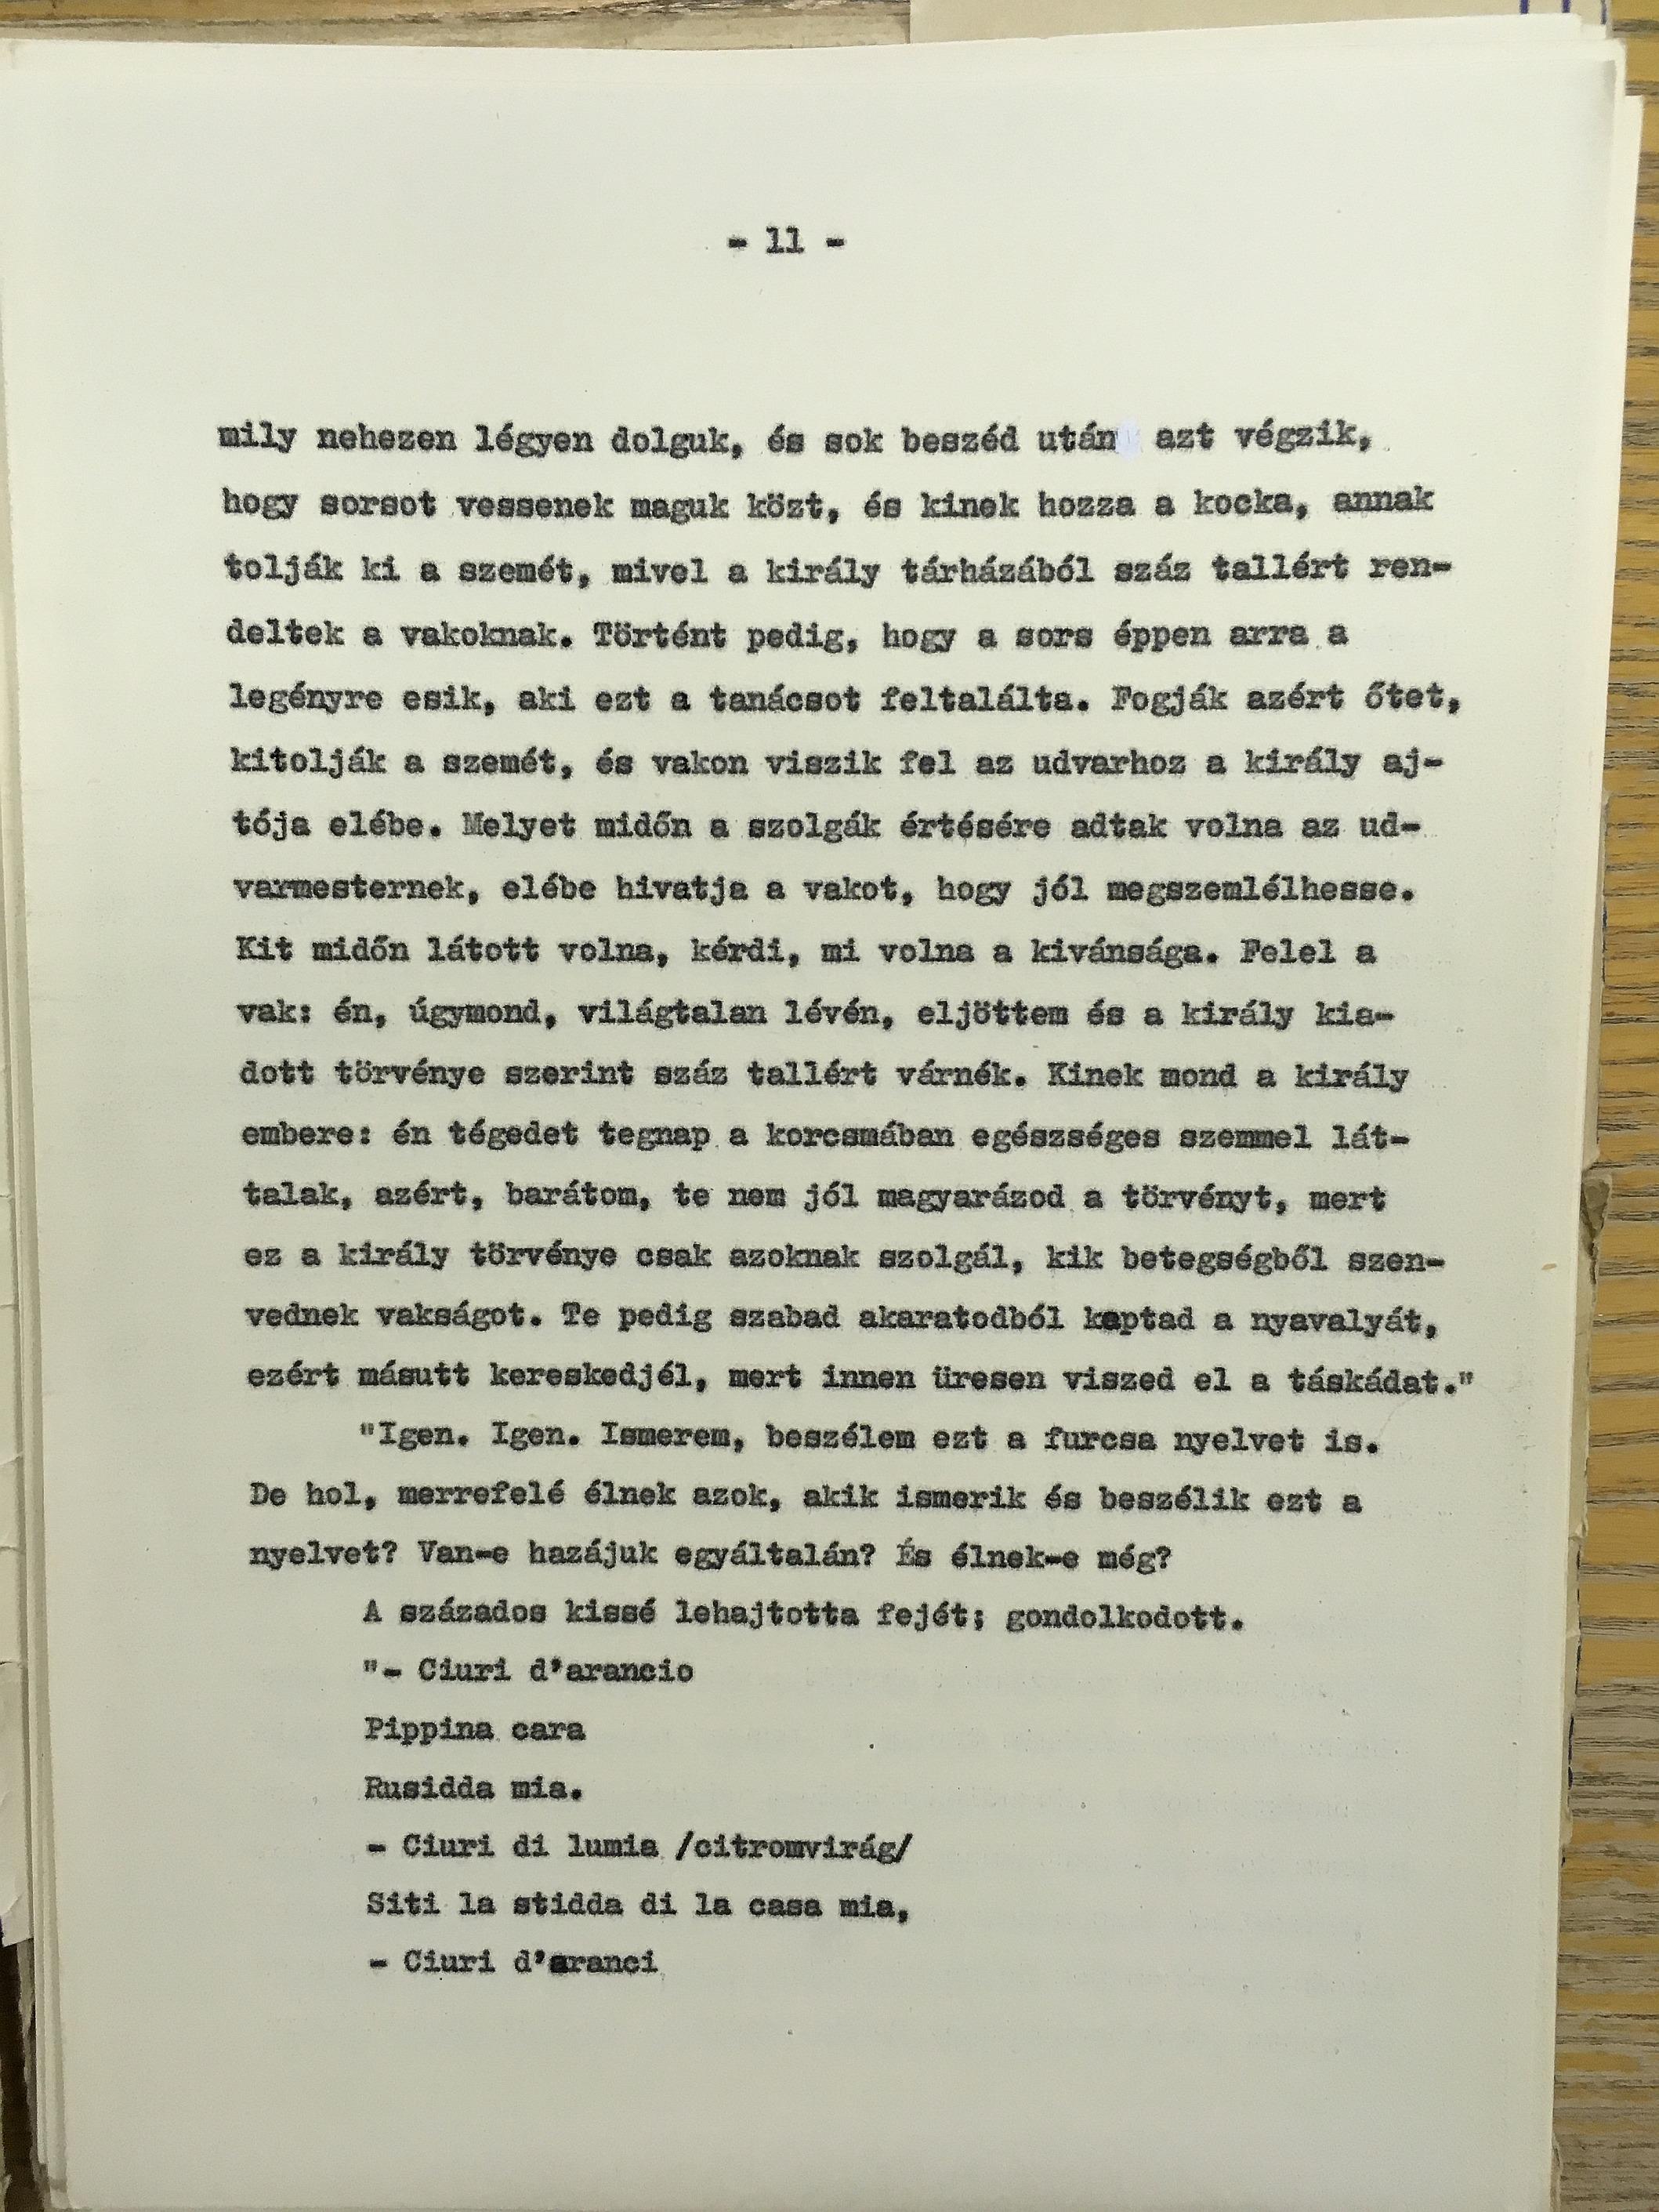 - 11 -
mily nehezen légyen dolguk, és sok beszéd után azt végzik,
hogy sorsot vessenek maguk közt, és kinek hozza a kocka, annak
tolják ki a szemét, mivel a király tárházából száz tallért ren-
deltek a vakoknak. Történt pedig, hogy a sors éppen arra a
legényre esik, aki ezt a tanácsot feltalálta. Fogják azért őtet,
kitolják a szemét, és vakon viszik fel az udvarhoz a király aj-
tója elébe. Melyet midőn a szolgák értésére adtak volna az ud-
varmesternek, elébe hivatja a vakot, hogy jól megszemlélhesse.
Kit midőn látott volna, kérdi, mi volna a kivánsága. Felel a
vak: én, úgymond, világtalan lévén, eljöttem és a király kia-
dott törvénye szerint száz tallért várnék. Kinek mond a király
embere: én tégedet tegnap a korcsmában egészséges szemmel lát-
talak, azért, barátom, te nem jól magyarázod a törvényt, mert
ez a király törvénye csak azoknak szolgál, kik betegségből szen-
vednek vakságot. Te pedig szabad akaratodból kaptad a nyavalyát,
ezért másutt kereskedjél, mert innen üresen viszed el a táskádat."
"Igen. Igen. Ismerem, beszélem ezt a furcsa nyelvet is.
De hol, merrefelé élnek azok, akik ismerik és beszélik ezt a
nyelvet? Van-e hazájuk egyáltalán? És élnek-e még?
A százados kissé lehajtotta fejét; gondolkodott.
"- Ciuri d'arancio
Pippina cara
Rusidda mia.
- Ciuri di lumia /citromvirág/
Siti la stidda di la casa mia,
- Ciuri d'aranci